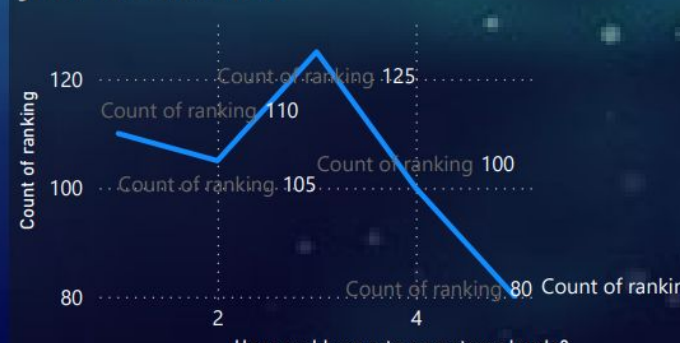 Count of ranking
120
100
80
Count of ranking 125
Count of ranking 110
Count of ranking 100
Count of ranking 105
Count of ranking 80
Count of
2
4